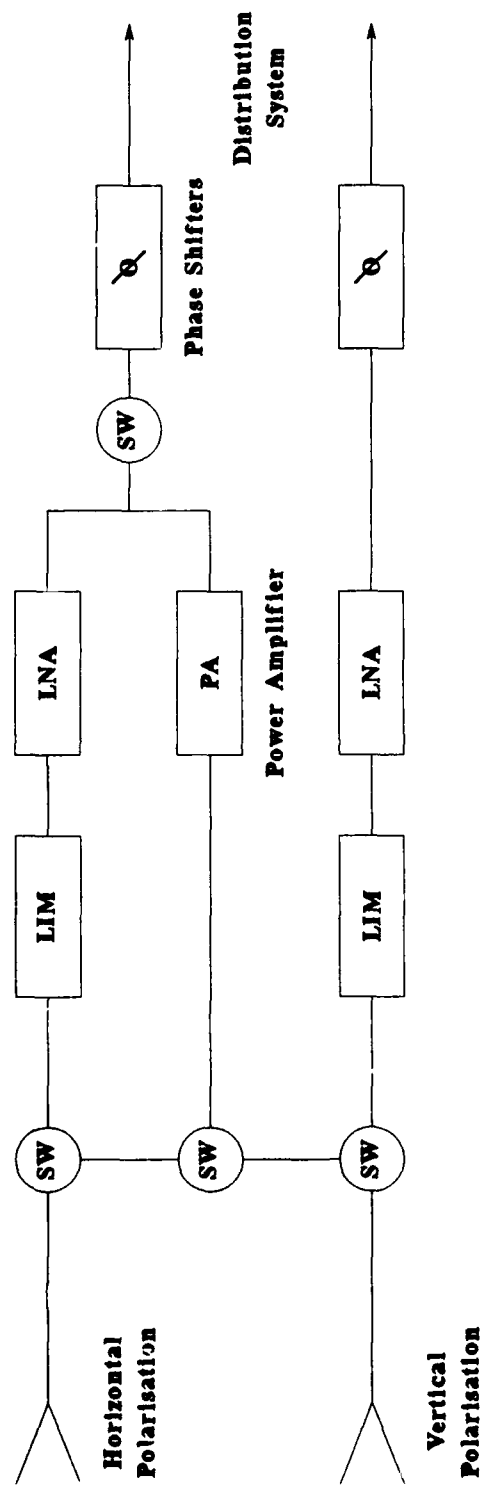 Horizontal
Polarisation
SW
LIM
LNA
SW
Phase Shifters
SW
PA
Power Amplifier
Distribution
System
SW
LIM
LNA
Vertical
Polarisation